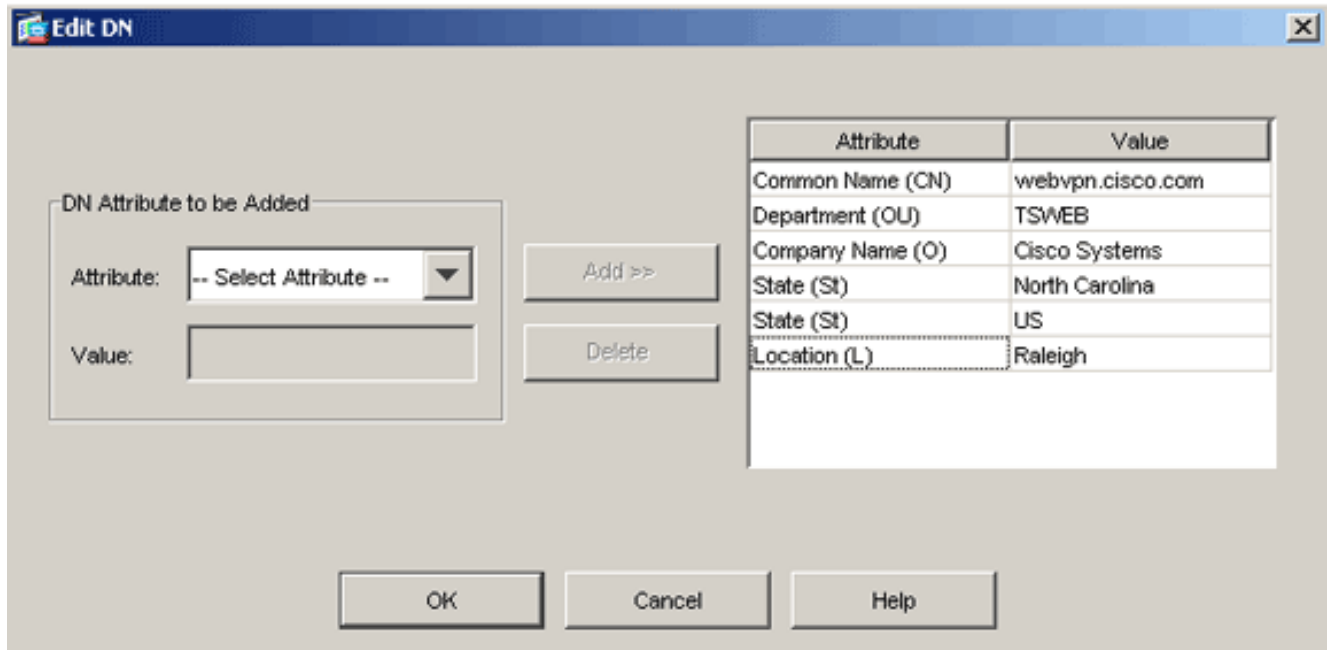 Edit DN
DN Attribute to be Added
Attribute: -- Select Attribute --
Value:
Add >>
Delete
Attribute Value
Common Name (CN) webvpn.cisco.com
Department (OU) TSWEB
Company Name (O) Cisco Systems
State (St) North Carolina
State (St) US
Location (L) Raleigh
OK Cancel Help